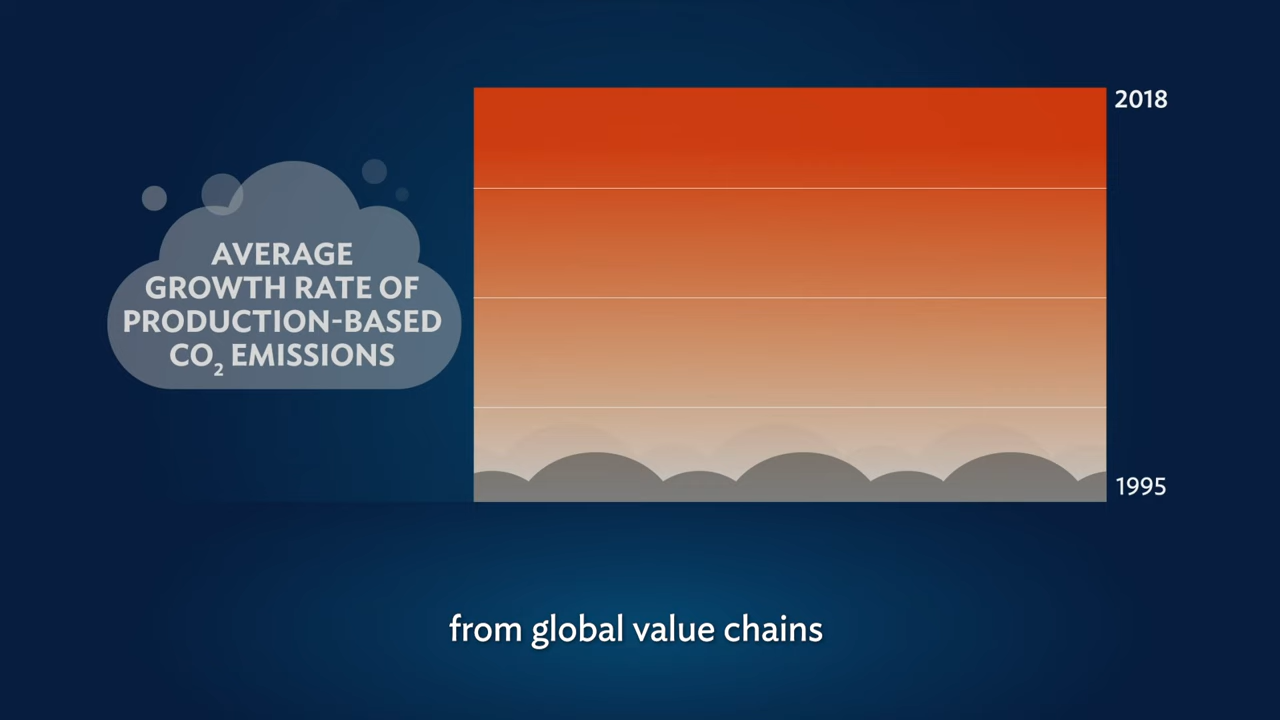 AVERAGE
GROWTH RATE OF
PRODUCTION-BASED
CO₂ EMISSIONS
2018
1995
from global value chains